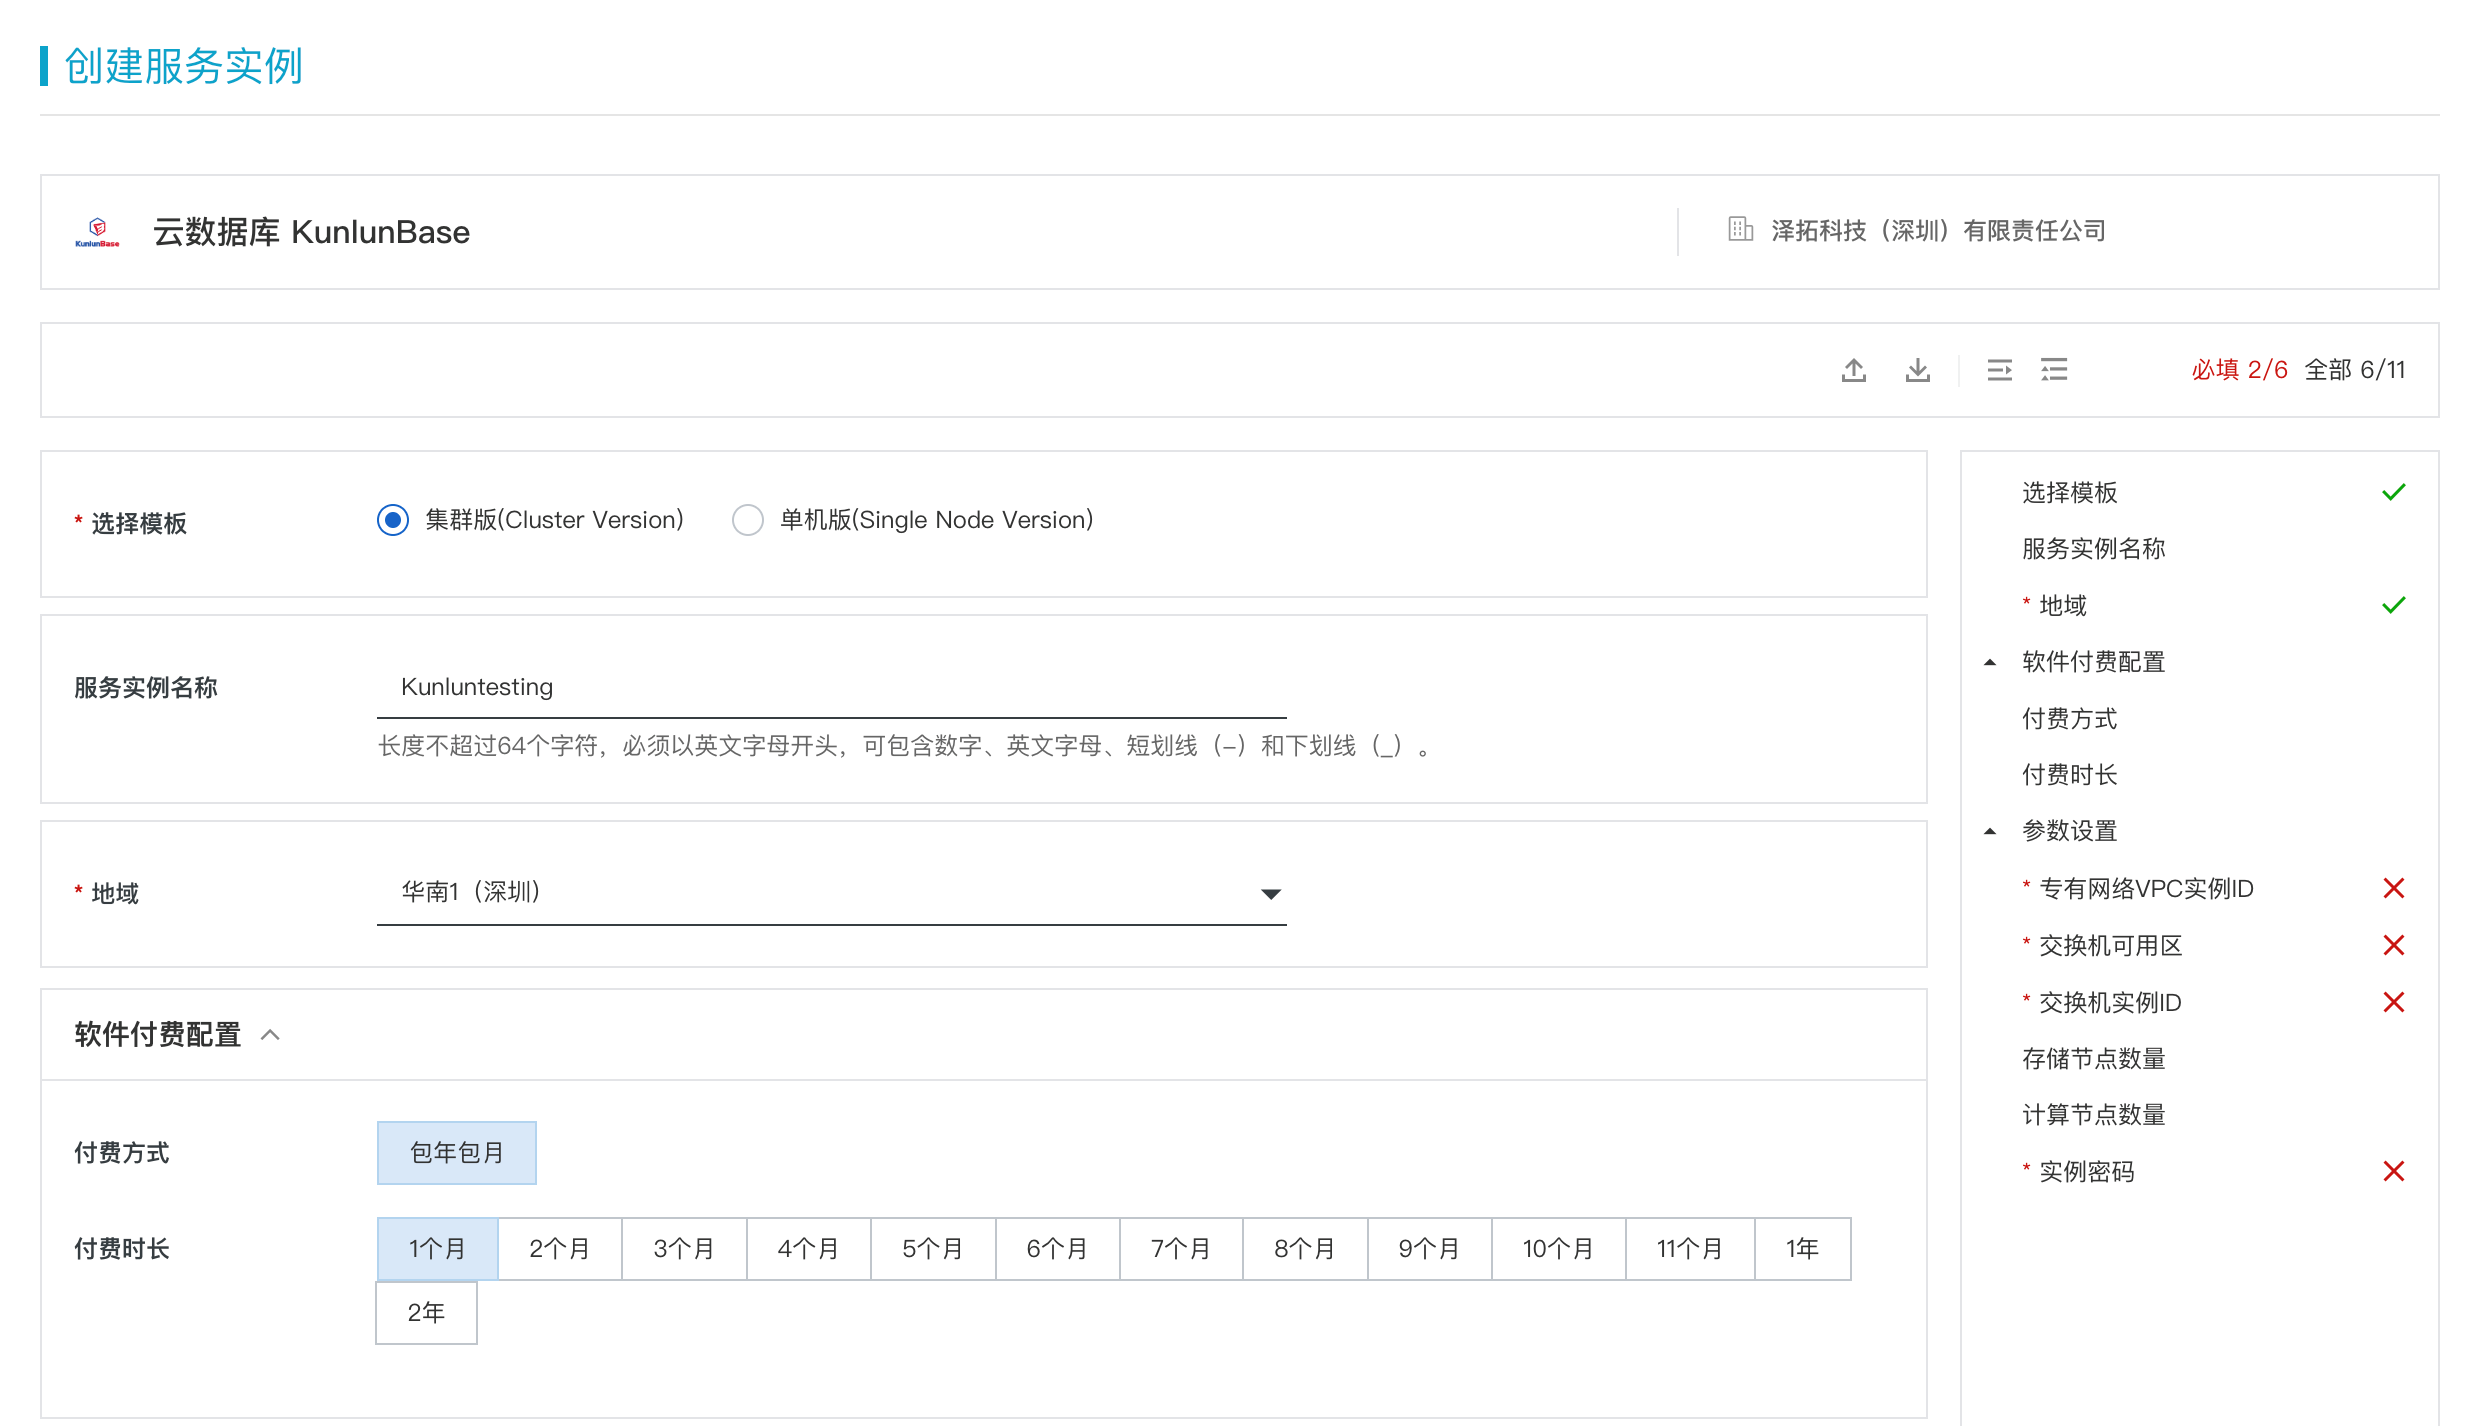 创建服务实例
KunlunBase
云数据库 KunlunBase
泽拓科技（深圳）有限责任公司
必填 2/6 全部 6/11
* 选择模板
集群版(Cluster Version)
单机版(Single Node Version)
服务实例名称
Kunluntesting
长度不超过64个字符，必须以英文字母开头，可包含数字、英文字母、短划线（-）和下划线（_）。
* 地域
华南1（深圳）
软件付费配置
付费方式
包年包月
付费时长
1个月 2个月 3个月 4个月 5个月 6个月 7个月 8个月 9个月 10个月 11个月 1年
2年
选择模板
服务实例名称
* 地域
软件付费配置
付费方式
付费时长
参数设置
* 专有网络VPC实例ID
* 交换机可用区
* 交换机实例ID
存储节点数量
计算节点数量
* 实例密码